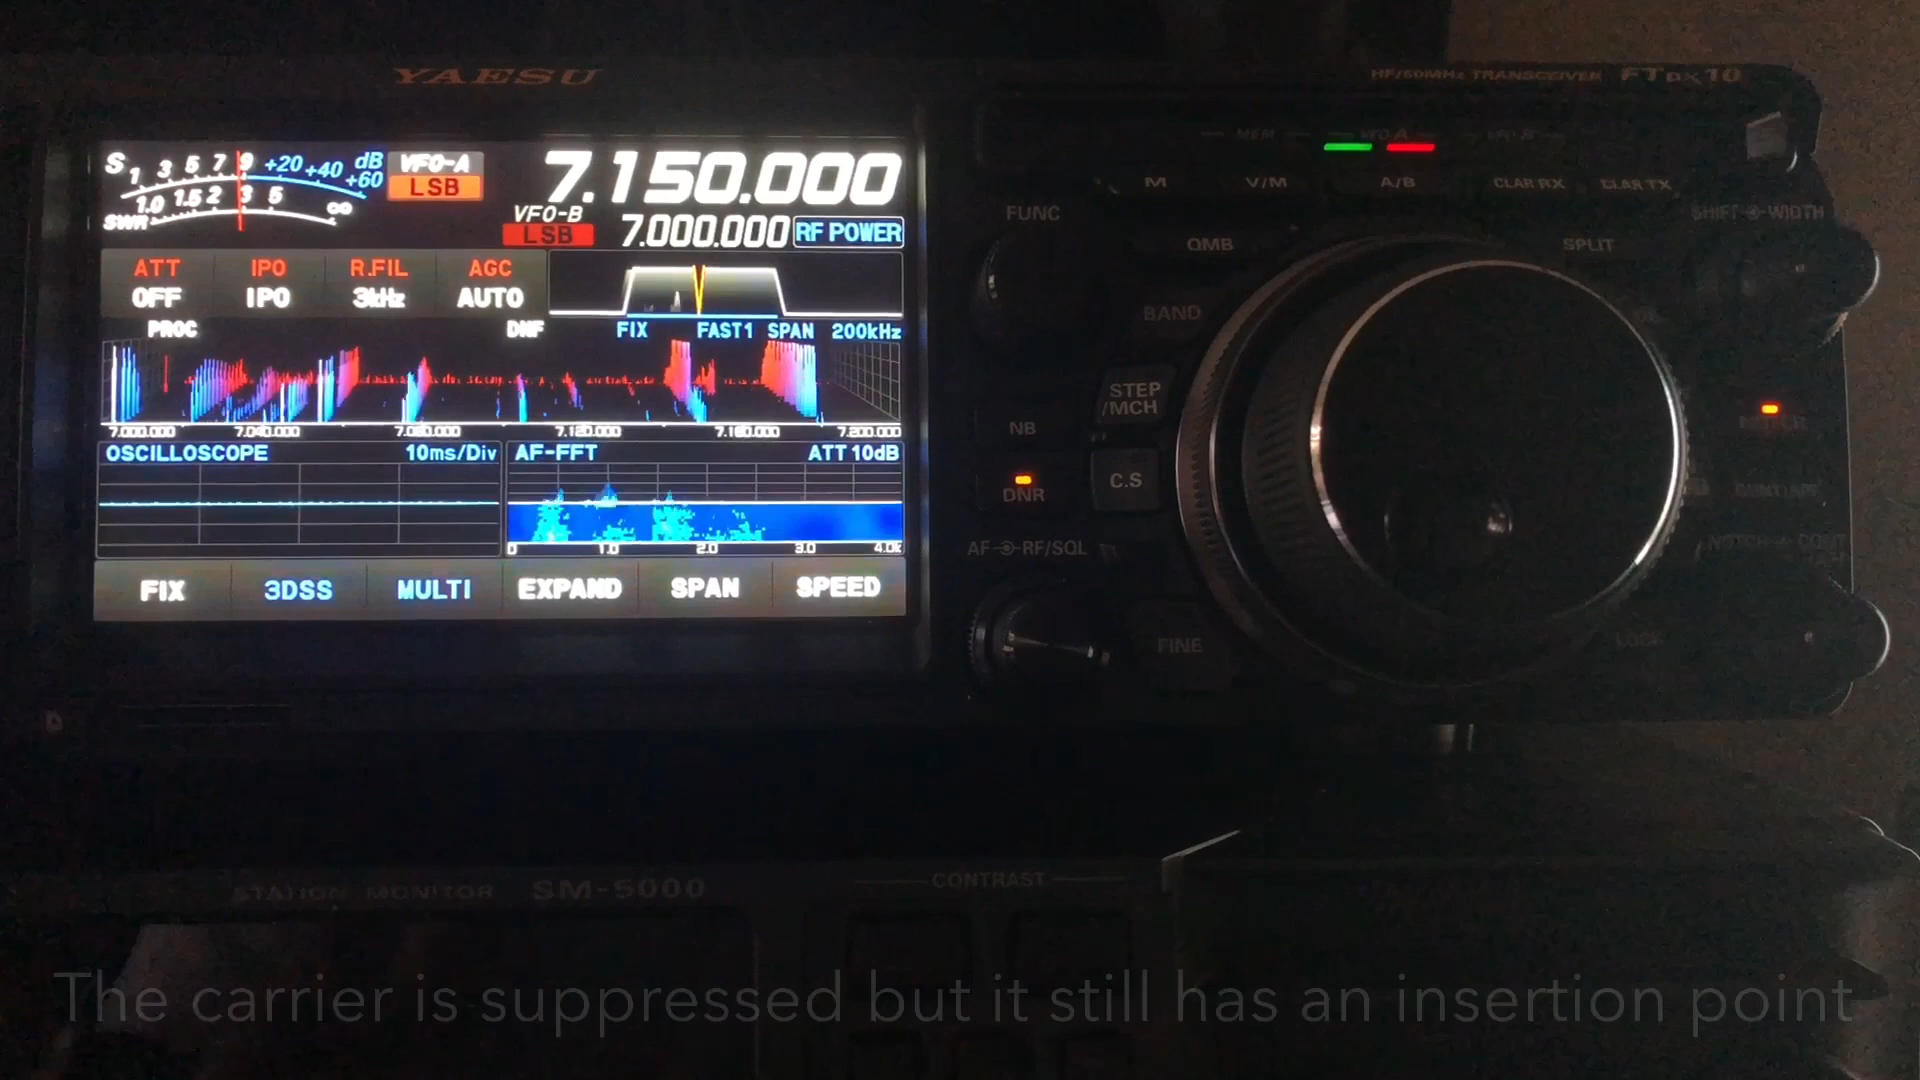 YAESU
HF/50MHz TRANSCEIVER FTDX10
S 1 3 5 7 9 +20 +40 +60 dB
1.0 1.5 2 3 5 ∞
SWR
VFO-A
LSB
7.150.000
VFO-B
LSB
7.000.000
RF POWER
ATT IPO R.FIL AGC
OFF IPO 3kHz AUTO
PROC DNF
FIX FAST1 SPAN 200kHz
7.000.000 7.040.000 7.080.000 7.120.000 7.160.000 7.200.000
OSCILLOSCOPE 10ms/Div
AF-FFT ATT 10dB
0 1.0 2.0 3.0 4.0k
FIX 3DSS MULTI EXPAND SPAN SPEED
MEM VFO-A VFO-B
M V/M A/B CLAR RX CLAR TX
FUNC
SHIFT WIDTH
QMB SPLIT
BAND
STEP
/MCH
NB
DNR
C.S
AF RF/SQL
FINE
LOCK
STATION MONITOR SM-5000
CONTRAST
The carrier is suppressed but it still has an insertion point